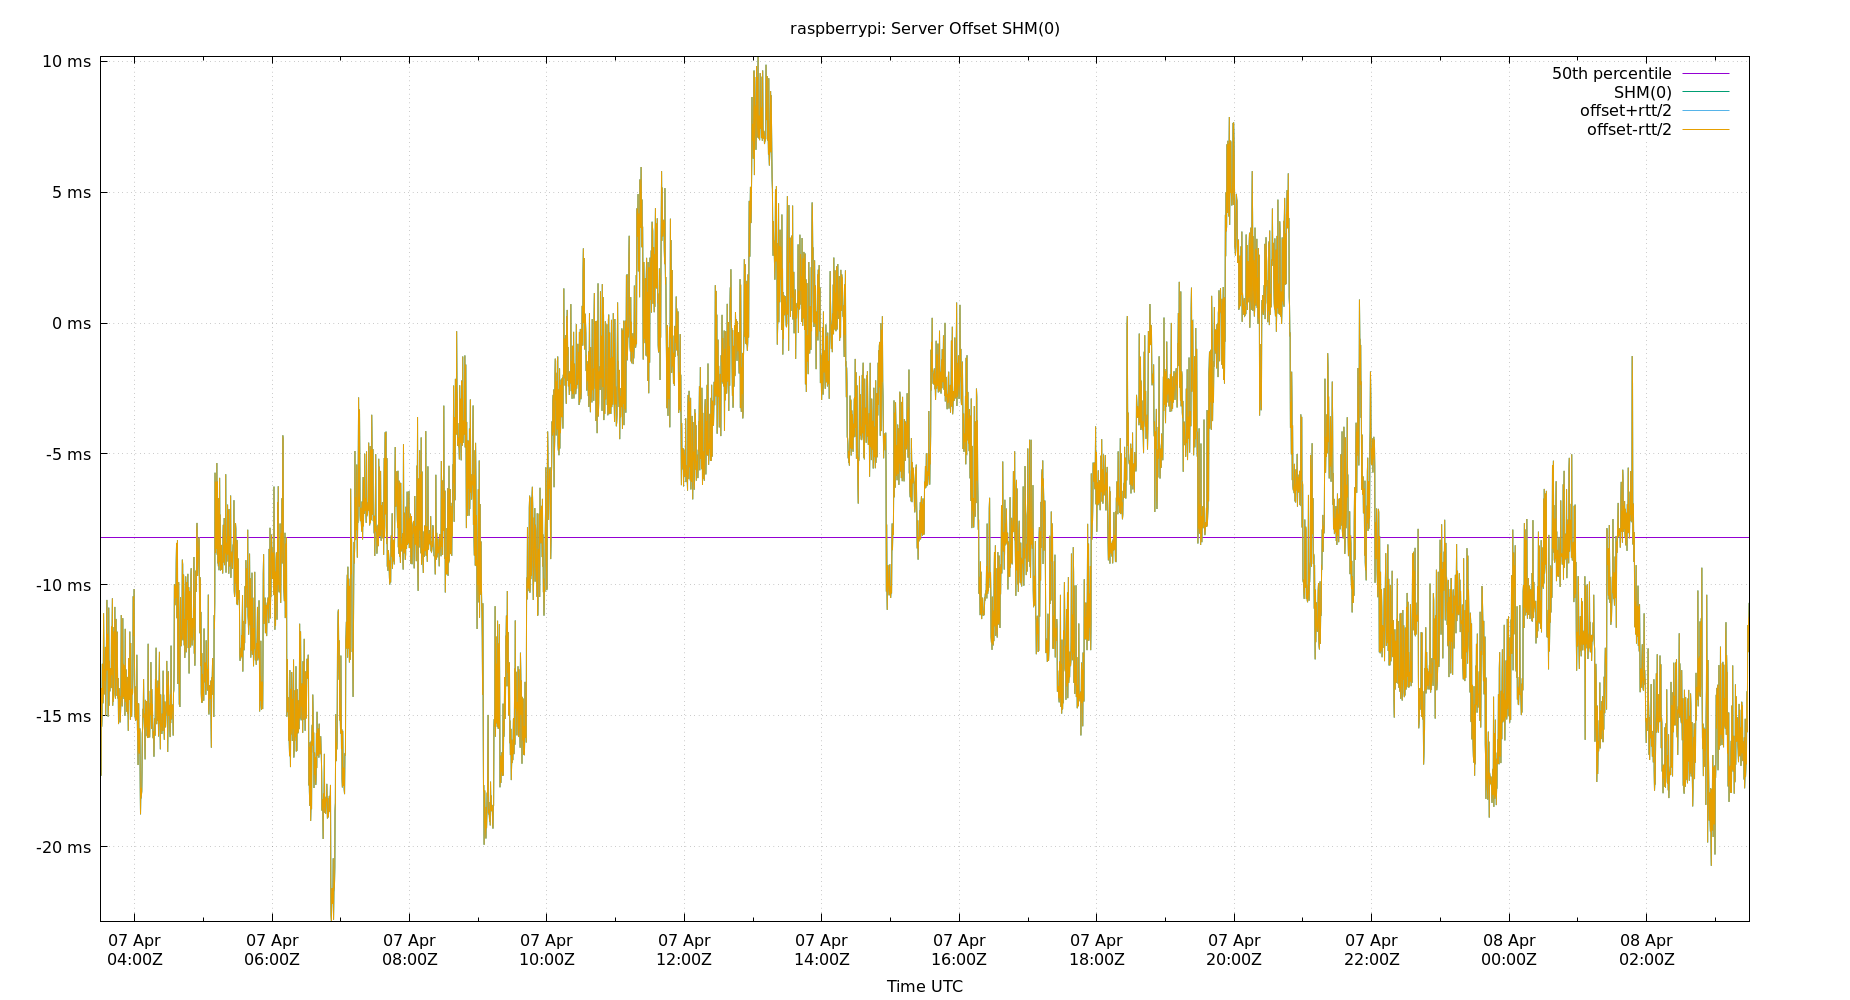 raspberrypi: Server Offset SHM(0)
10 ms
5 ms
0 ms
-5 ms
-10 ms
-15 ms
-20 ms
50th percentile
SHM(0)
offset+rtt/2
offset-rtt/2
07 Apr
04:00Z
07 Apr
06:00Z
07 Apr
08:00Z
07 Apr
10:00Z
07 Apr
12:00Z
07 Apr
14:00Z
07 Apr
16:00Z
07 Apr
18:00Z
07 Apr
20:00Z
07 Apr
22:00Z
08 Apr
00:00Z
08 Apr
02:00Z
Time UTC